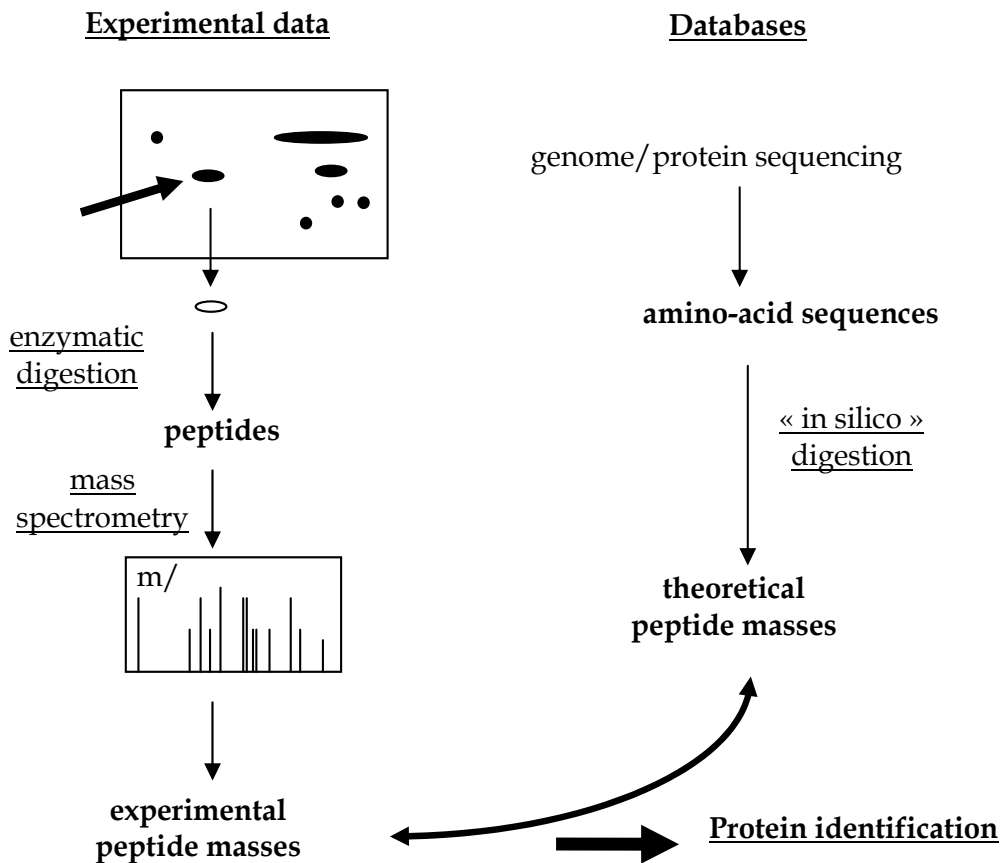 Experimental data
Databases
genome/protein sequencing
amino-acid sequences
enzymatic
digestion
peptides
« in silico »
digestion
mass
spectrometry
m/
theoretical
peptide masses
experimental
peptide masses
Protein identification